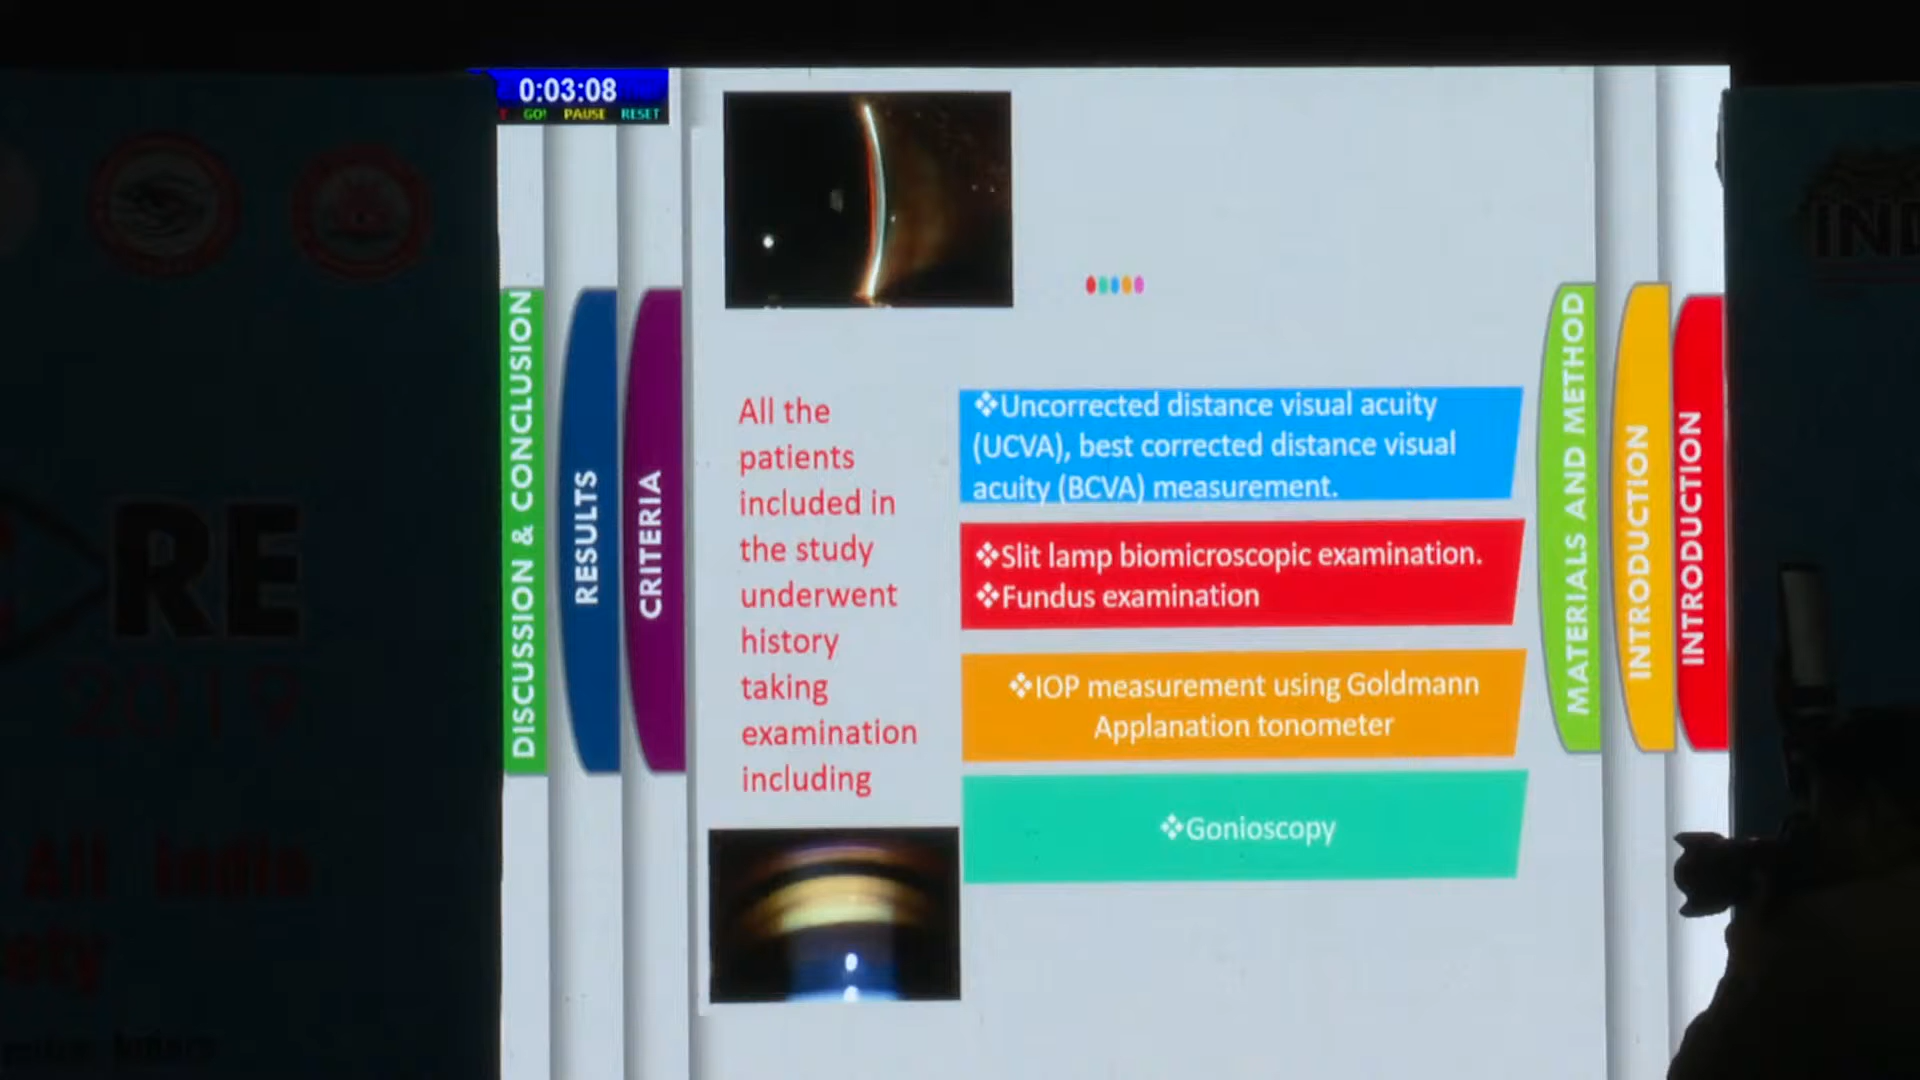 0:03:08
GO! PAUSE RESET
DISCUSSION & CONCLUSION
RESULTS
CRITERIA
All the
patients
included in
the study
underwent
history
taking
examination
including
❖Uncorrected distance visual acuity
(UCVA), best corrected distance visual
acuity (BCVA) measurement.
❖Slit lamp biomicroscopic examination.
❖Fundus examination
❖IOP measurement using Goldmann
Applanation tonometer
❖Gonioscopy
MATERIALS AND METHOD
INTRODUCTION
INTRODUCTION
RE
2019
All India